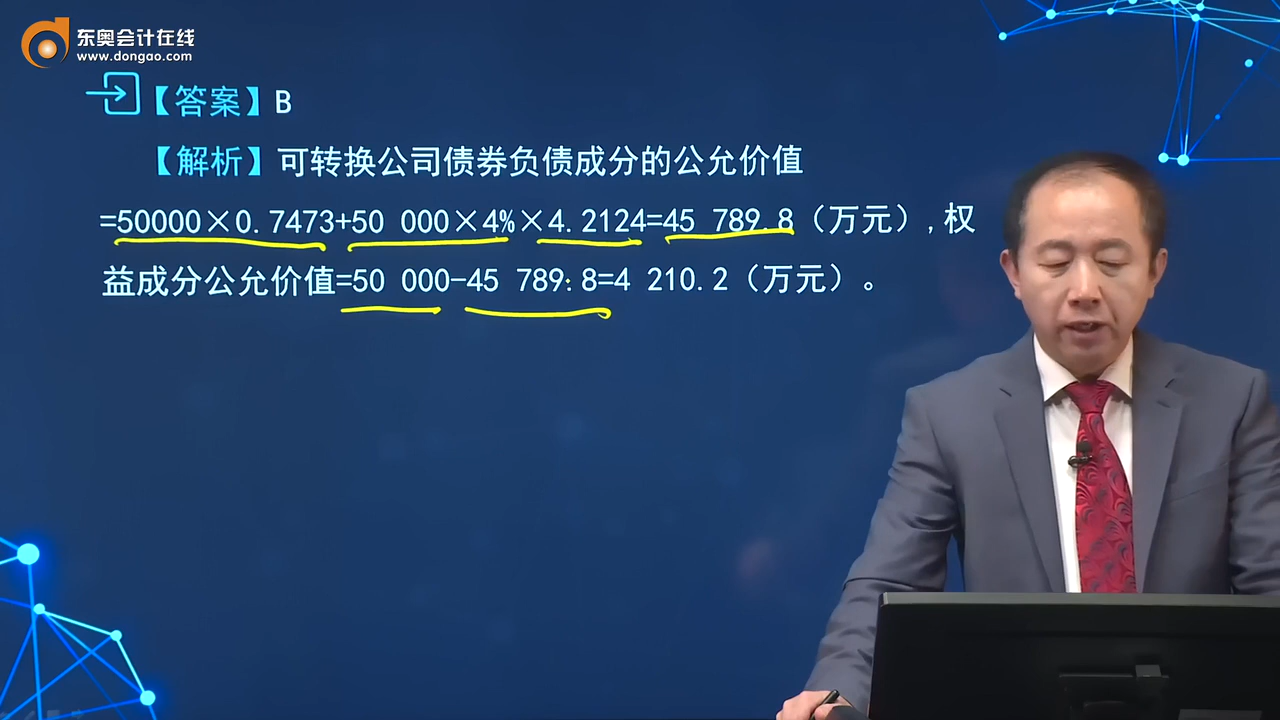 东奥会计在线
www.dongao.com
【答案】B
【解析】可转换公司债券负债成分的公允价值
=50000×0.7473+50 000×4%×4.2124=45 789.8（万元）,权
益成分公允价值=50 000-45 789.8=4 210.2（万元）。